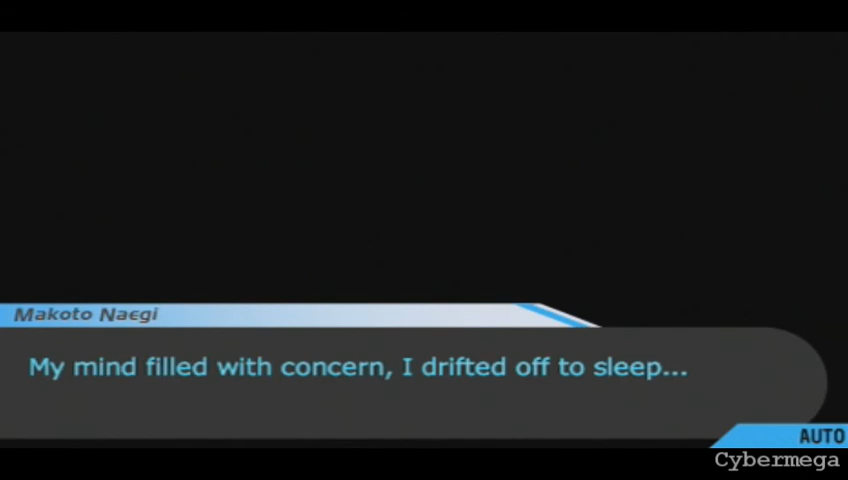 Makoto Naegi
My mind filled with concern, I drifted off to sleep...
AUTO
Cybermega